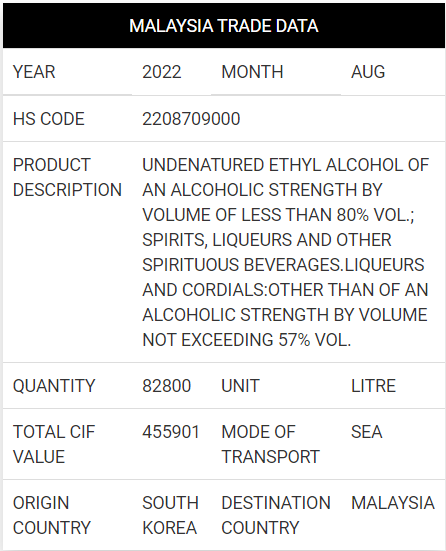 MALAYSIA TRADE DATA
YEAR 2022 MONTH AUG
HS CODE 2208709000
PRODUCT DESCRIPTION UNDENATURED ETHYL ALCOHOL OF
AN ALCOHOLIC STRENGTH BY
VOLUME OF LESS THAN 80% VOL.;
SPIRITS, LIQUEURS AND OTHER
SPIRITUOUS BEVERAGES.LIQUEURS
AND CORDIALS:OTHER THAN OF AN
ALCOHOLIC STRENGTH BY VOLUME
NOT EXCEEDING 57% VOL.
QUANTITY 82800 UNIT LITRE
TOTAL CIF VALUE 455901 MODE OF TRANSPORT SEA
ORIGIN COUNTRY SOUTH KOREA DESTINATION COUNTRY MALAYSIA